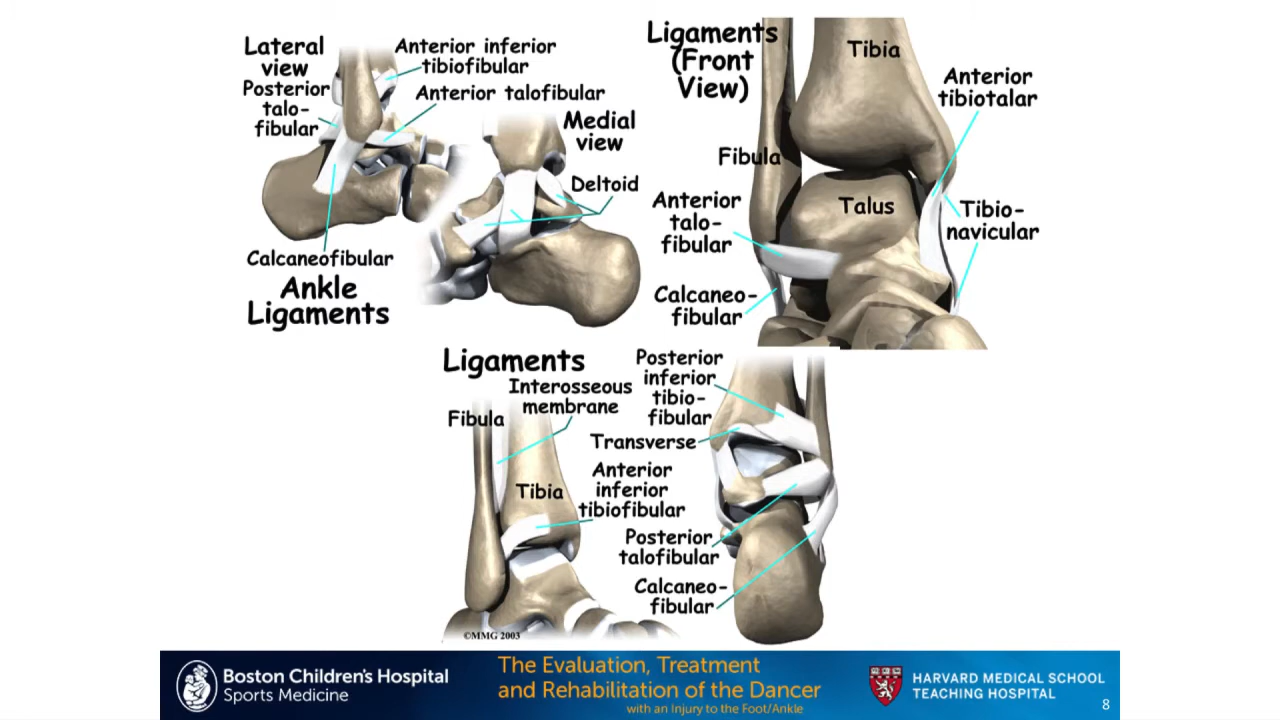 Lateral
view
Anterior inferior
tibiofibular
Posterior
talo-
fibular
Anterior talofibular
Medial
view
Deltoid
Calcaneofibular
Ankle
Ligaments
Ligaments
(Front
View)
Tibia
Anterior
tibiotalar
Fibula
Anterior
talo-
fibular
Talus
Tibio-
navicular
Calcaneo-
fibular
Ligaments
Interosseous
membrane
Fibula
Tibia
Anterior
inferior
tibiofibular
©MMG 2003
Posterior
inferior
tibio-
fibular
Transverse
Posterior
talofibular
Calcaneo-
fibular
Boston Children's Hospital
Sports Medicine
The Evaluation, Treatment
and Rehabilitation of the Dancer
with an Injury to the Foot/Ankle
HARVARD MEDICAL SCHOOL
TEACHING HOSPITAL
8